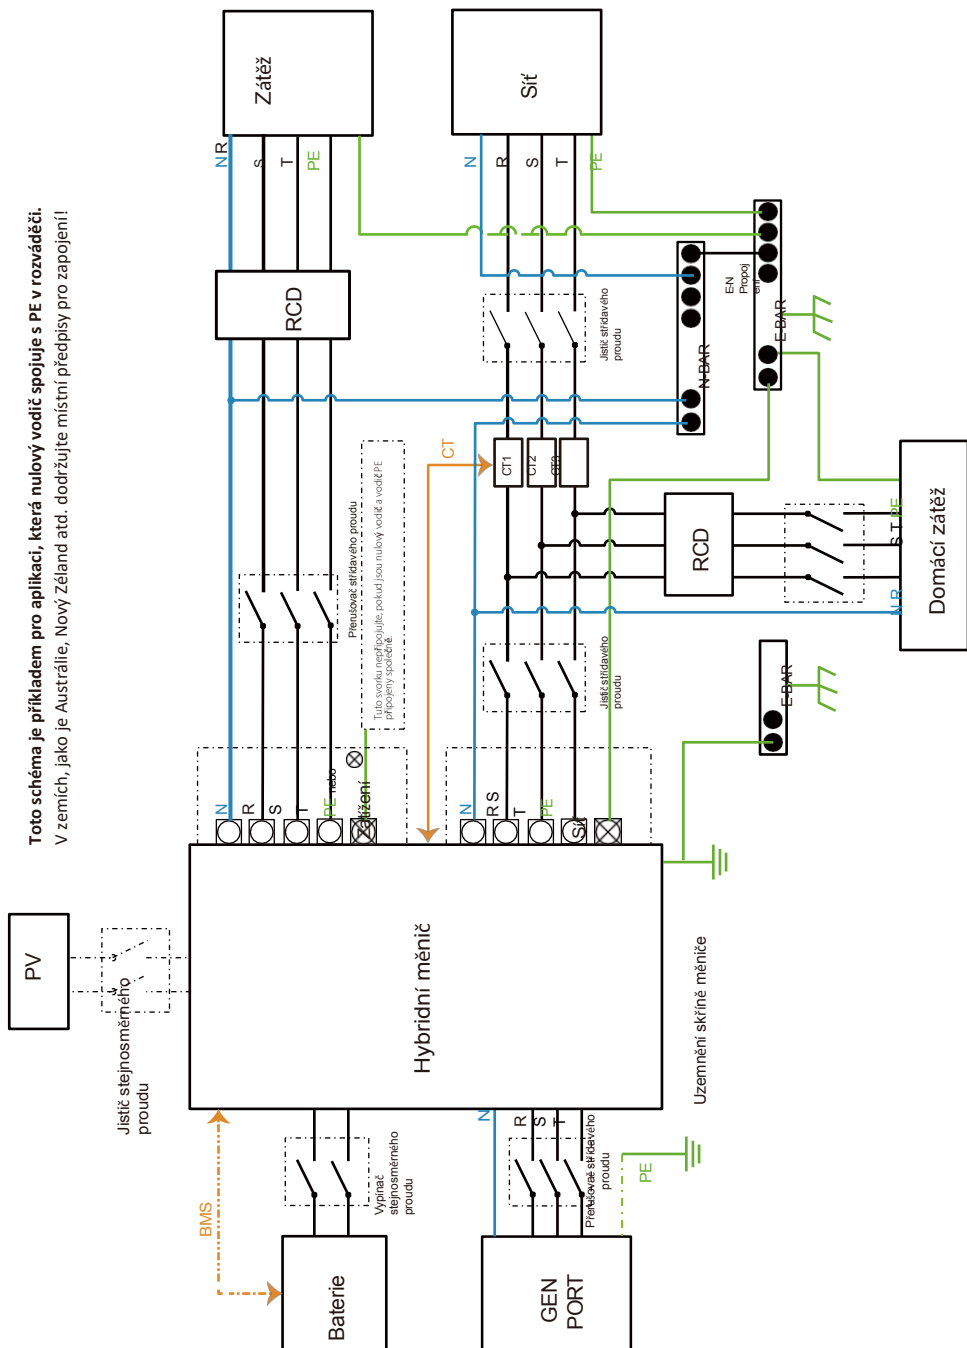 Toto schéma je příkladem pro aplikaci, která nulový vodič spojuje s PE v rozváděči.
V zemích, jako je Austrálie, Nový Zéland atd. dodržujte místní předpisy pro zapojení!
Zátěž
N R
S
T
PE
RCD
Přerušovač střídavého proudu
Tuto svorku nepřipojujte, pokud jsou nulový vodič a vodič PE
připojeny společně.
N
R
S
T
PE nebo
Zatížení
Síť
N
R
S
T
PE
Jistič střídavého
proudu
E-N
Propoj
ení
N-BAR
E-BAR
CT
CT1
CT2
CT3
RCD
Jistič střídavého
proudu
N R
S T PE
Domácí zátěž
E-BAR
N
R S
T
PE
Síť
PV
Jistič stejnosměrného
proudu
Hybridní měnič
Uzemnění skříně měniče
BMS
Vypínač
stejnosměrného
proudu
Baterie
N
R
S
T
Přerušovač střídavého
proudu
PE
GEN
PORT